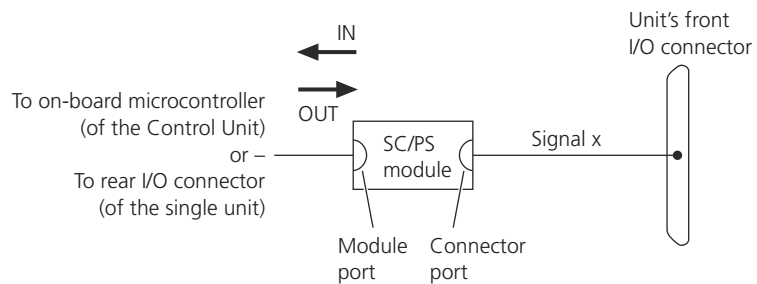 Unit's front
I/O connector
IN
OUT
To on-board microcontroller
(of the Control Unit)
or –
To rear I/O connector
(of the single unit)
SC/PS
module
Signal x
Module
port
Connector
port